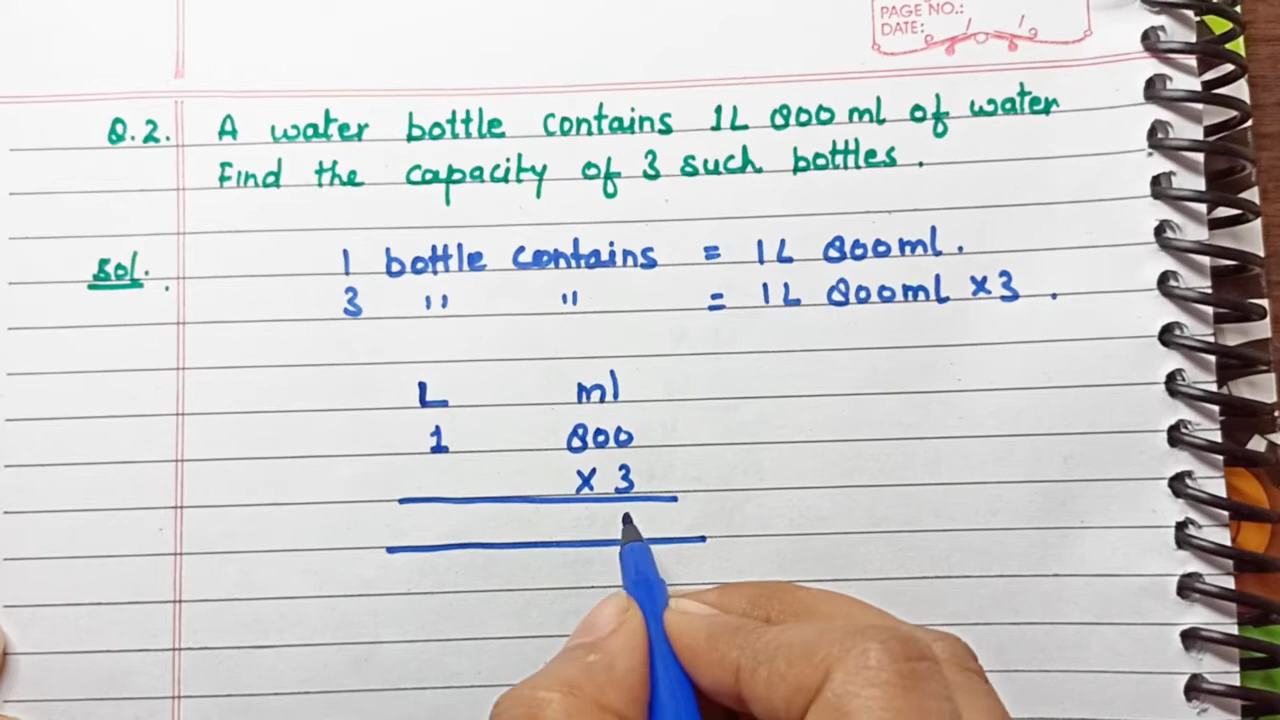 PAGE NO.:
DATE:
Q.2. A water bottle contains 1L 800 ml of water
Find the capacity of 3 such bottles.
Sol. 1 bottle contains = 1L 800ml.
3 " " = 1L 800ml × 3.
L ml
1 800
× 3